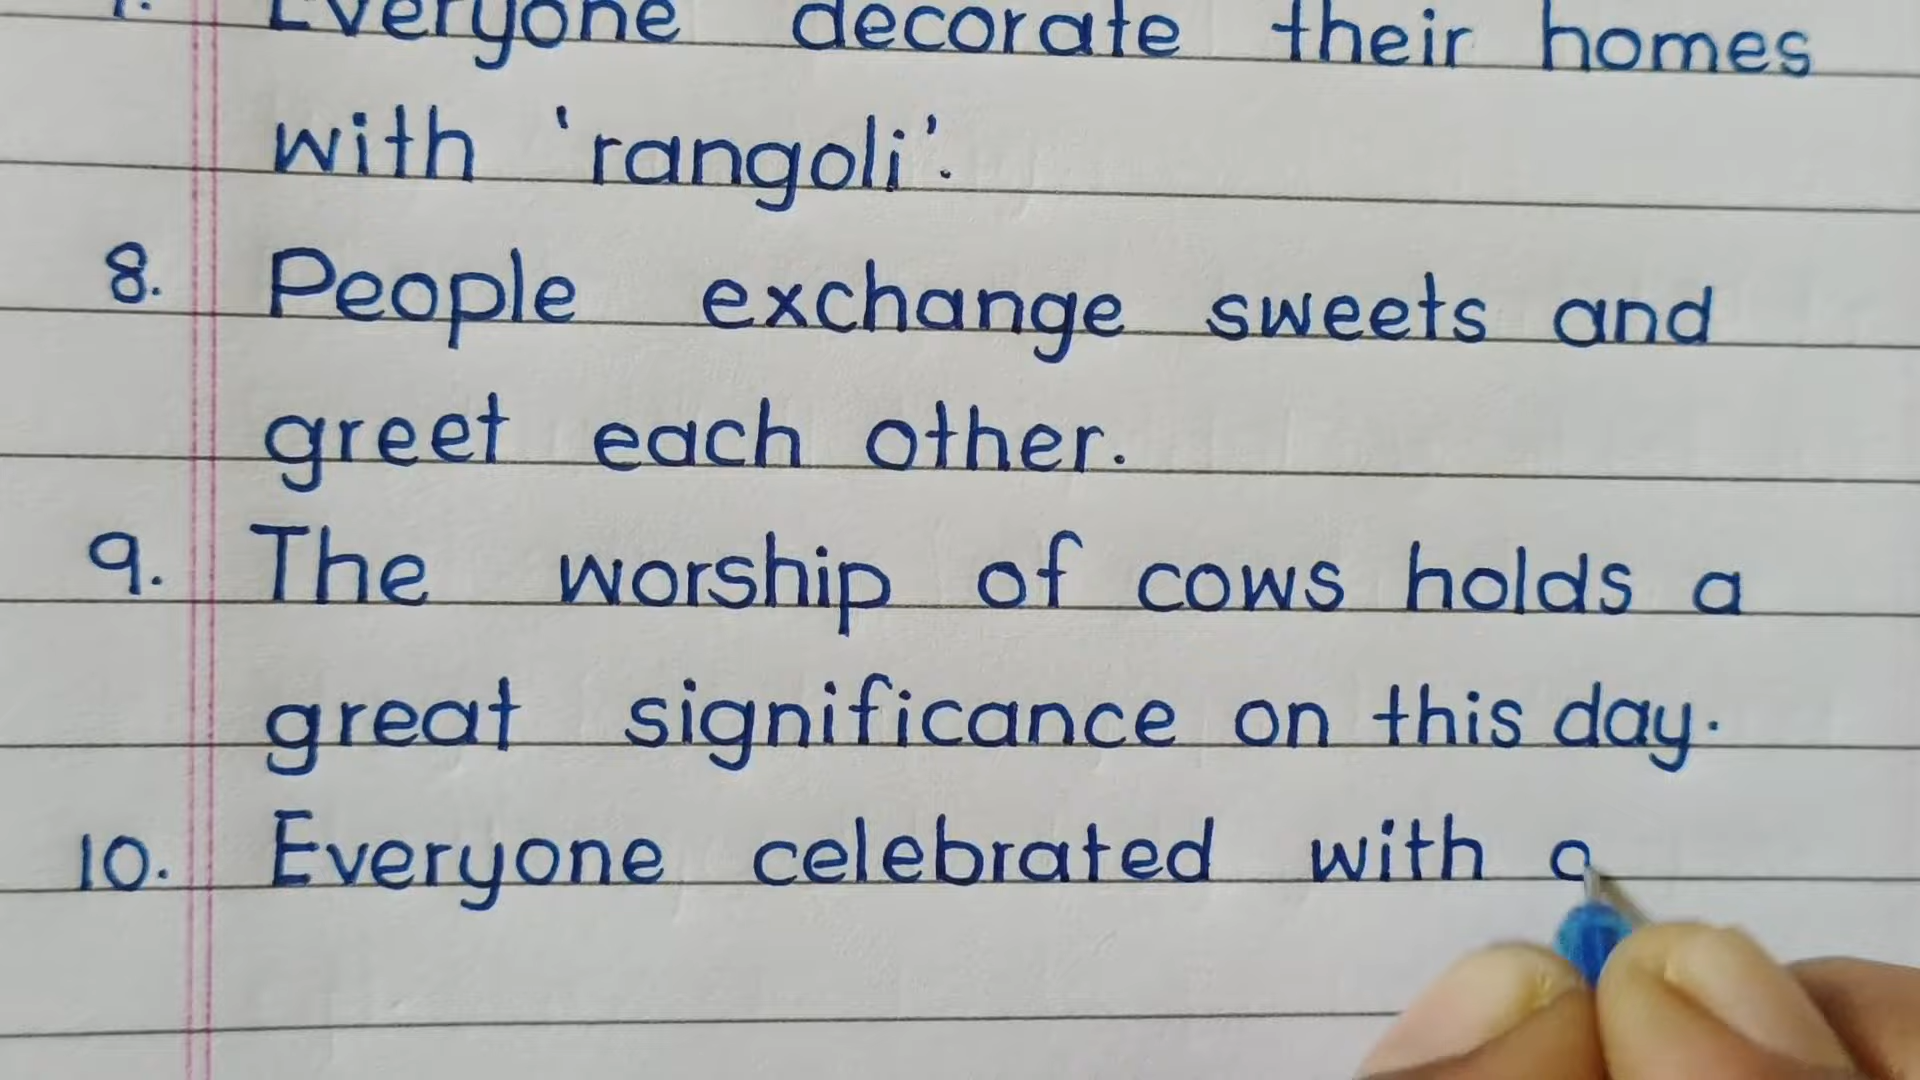 Everyone decorate their homes
with 'rangoli'.
8. People exchange sweets and
greet each other.
9. The worship of cows holds a
great significance on this day.
10. Everyone celebrated with a